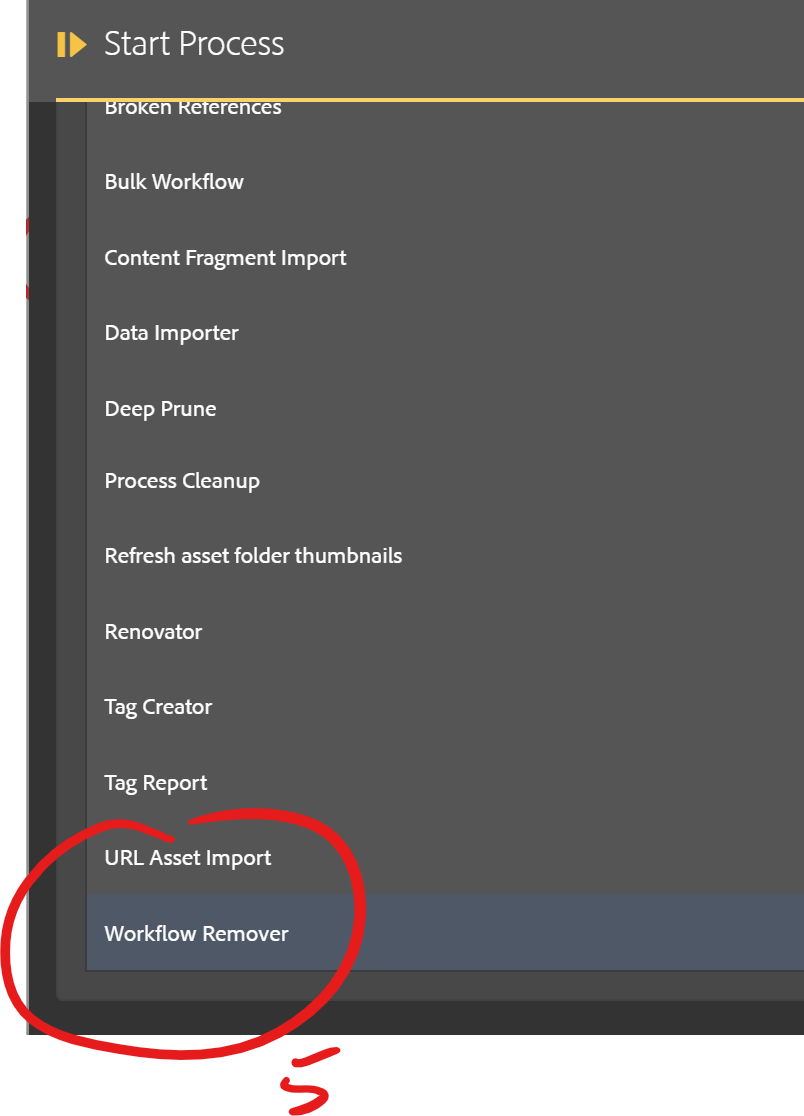 Start Process
Broken References
Bulk Workflow
Content Fragment Import
Data Importer
Deep Prune
Process Cleanup
Refresh asset folder thumbnails
Renovator
Tag Creator
Tag Report
URL Asset Import
Workflow Remover
5